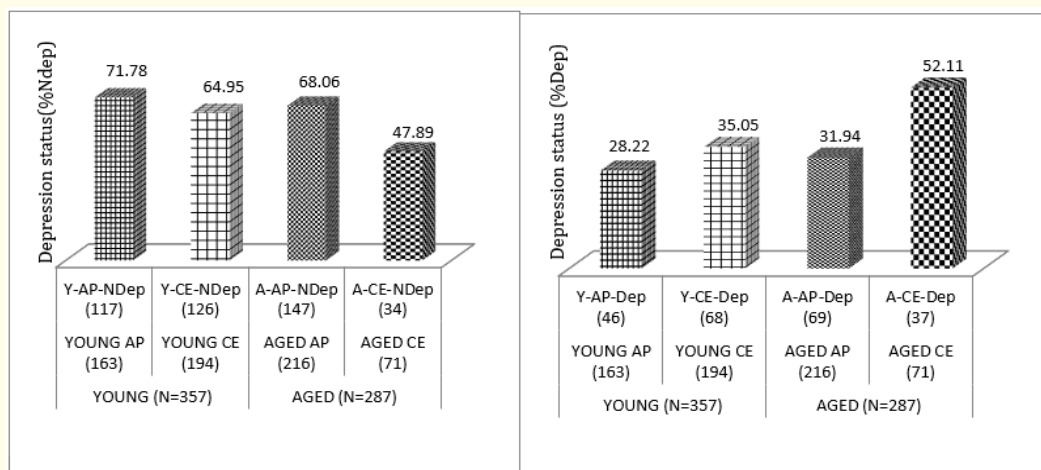 Depression status(%Ndep)
71.78
64.95
68.06
47.89
Y-AP-NDep
(117)
Y-CE-NDep
(126)
A-AP-NDep
(147)
A-CE-NDep
(34)
YOUNG AP
(163)
YOUNG CE
(194)
AGED AP
(216)
AGED CE
(71)
YOUNG (N=357)
AGED (N=287)
Depression status (%Dep)
28.22
35.05
31.94
52.11
Y-AP-Dep
(46)
Y-CE-Dep
(68)
A-AP-Dep
(69)
A-CE-Dep
(37)
YOUNG AP
(163)
YOUNG CE
(194)
AGED AP
(216)
AGED CE
(71)
YOUNG (N=357)
AGED (N=287)